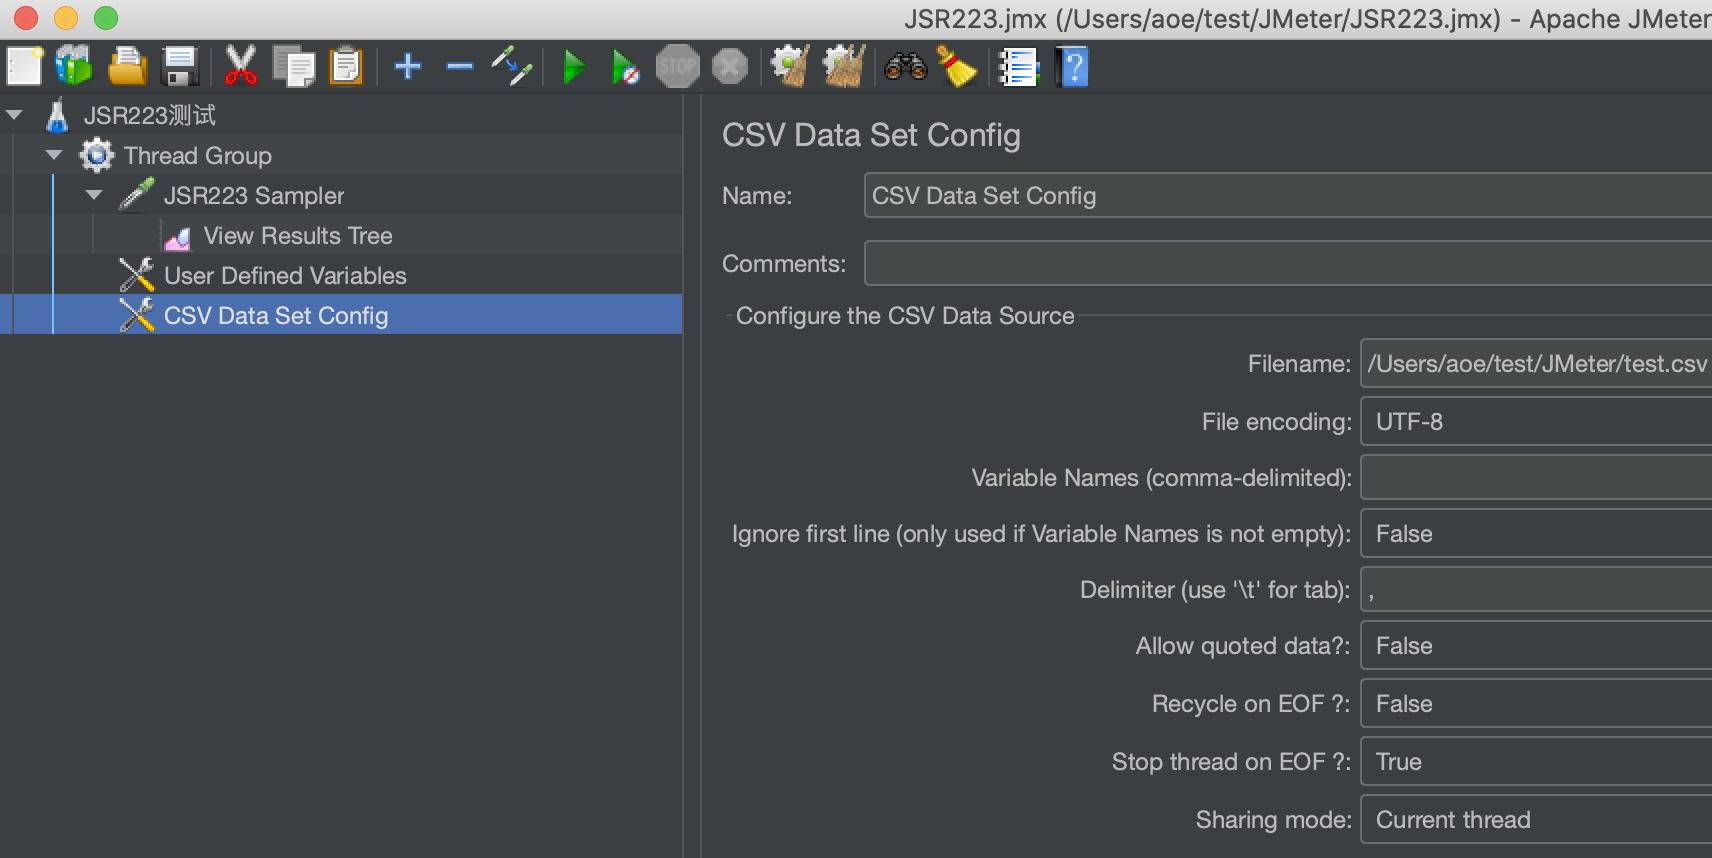 JSR223.jmx (/Users/aoe/test/JMeter/JSR223.jmx) - Apache JMeter
STOP
JSR223测试
Thread Group
JSR223 Sampler
View Results Tree
User Defined Variables
CSV Data Set Config
CSV Data Set Config
Name: CSV Data Set Config
Comments:
Configure the CSV Data Source
Filename: /Users/aoe/test/JMeter/test.csv
File encoding: UTF-8
Variable Names (comma-delimited):
Ignore first line (only used if Variable Names is not empty): False
Delimiter (use '\t' for tab): ,
Allow quoted data?: False
Recycle on EOF ?: False
Stop thread on EOF ?: True
Sharing mode: Current thread